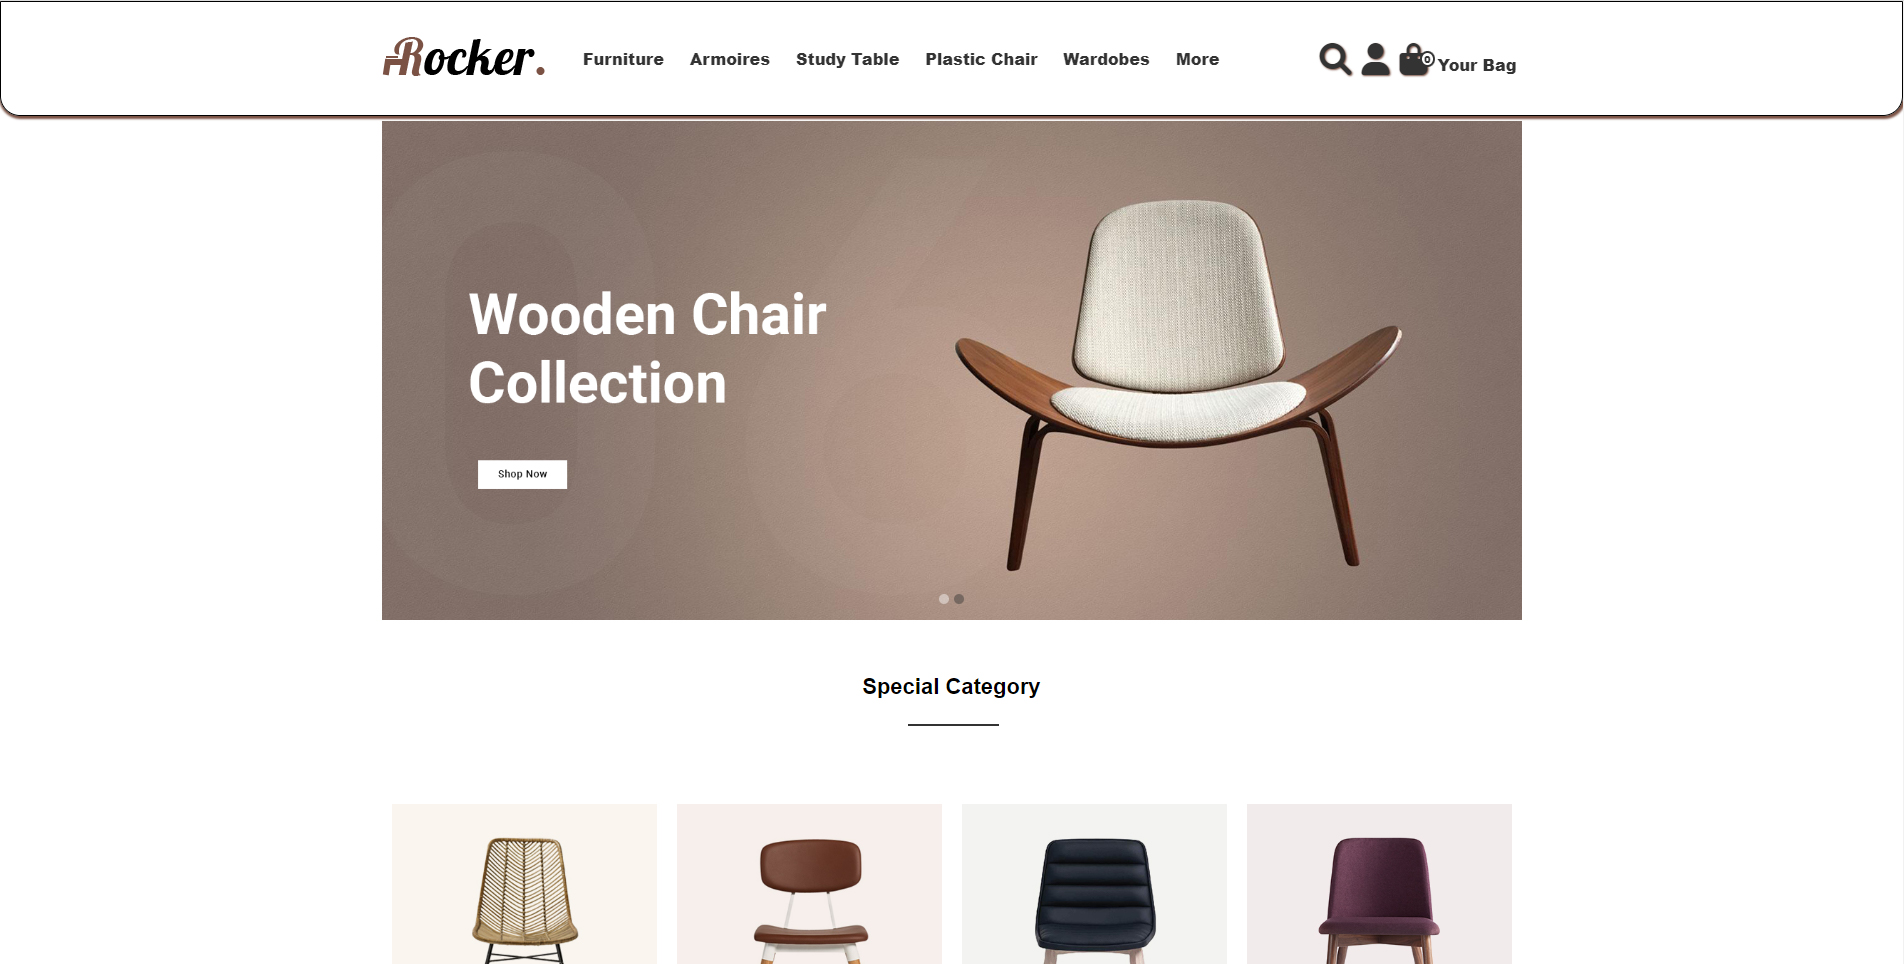 Rocker.
Furniture Armoires Study Table Plastic Chair Wardobes More
0 Your Bag
06
Wooden Chair
Collection
Shop Now
Special Category